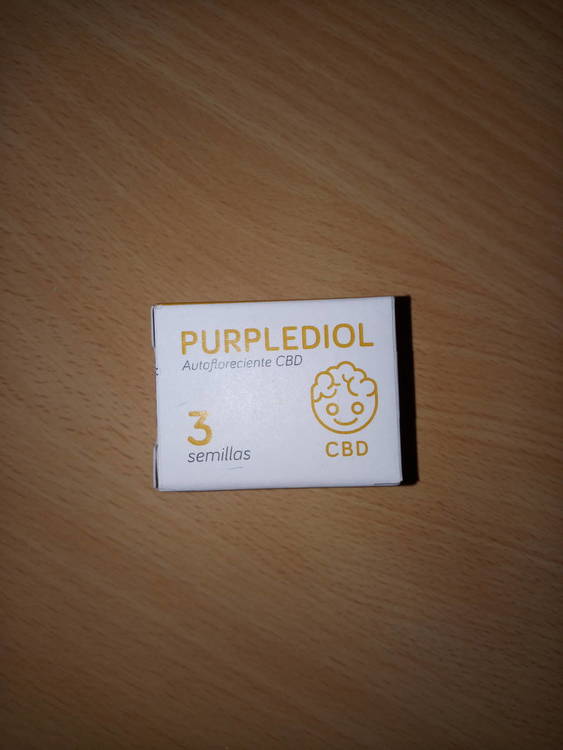 PURPLEDIOL
Autofloreciente CBD
3
semillas
CBD